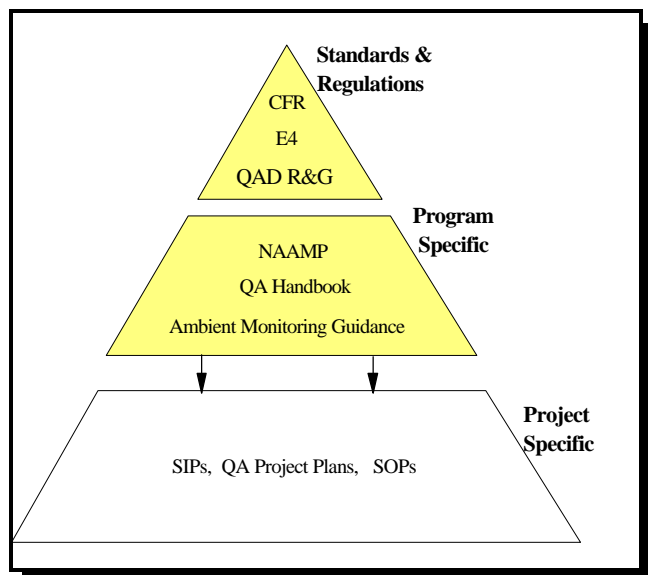 Standards &
Regulations
CFR
E4
QAD R&G
Program
Specific
NAAMP
QA Handbook
Ambient Monitoring Guidance
Project
Specific
SIPs, QA Project Plans, SOPs